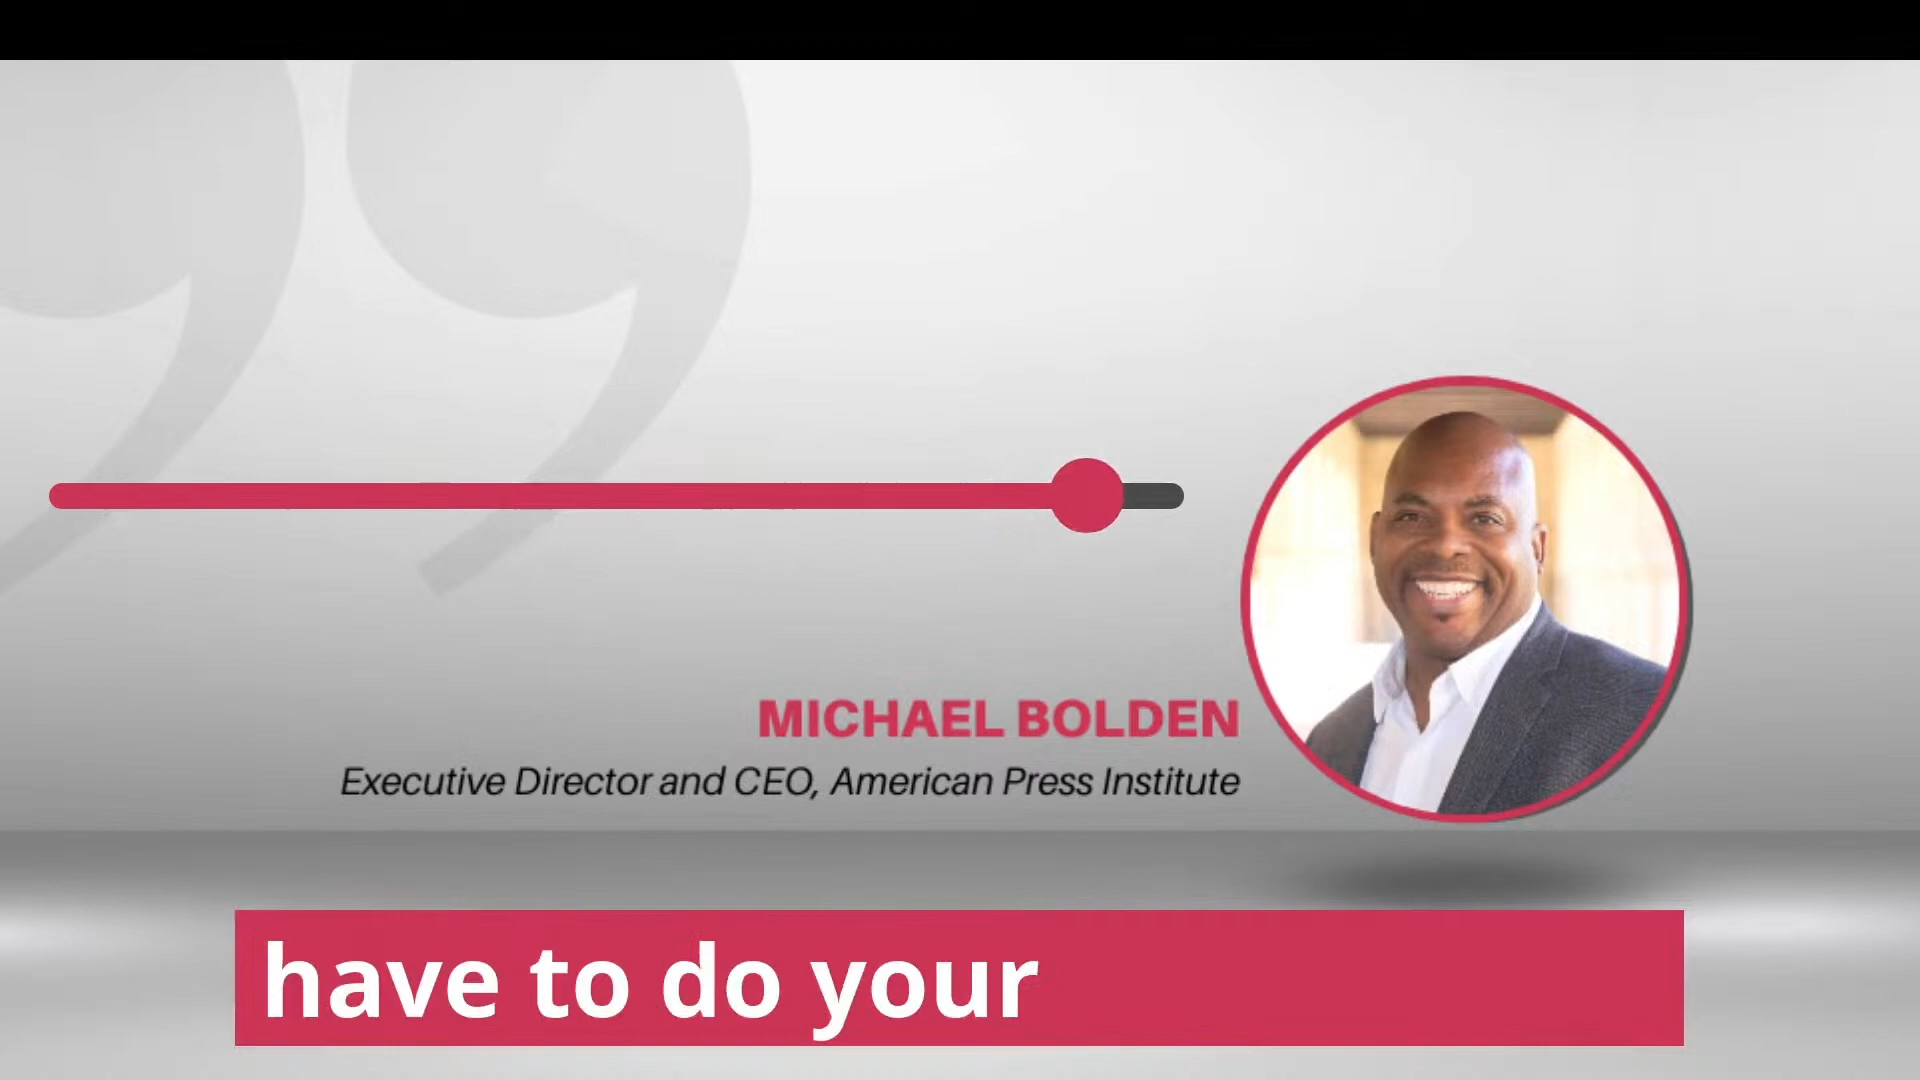 MICHAEL BOLDEN
Executive Director and CEO, American Press Institute
have to do your